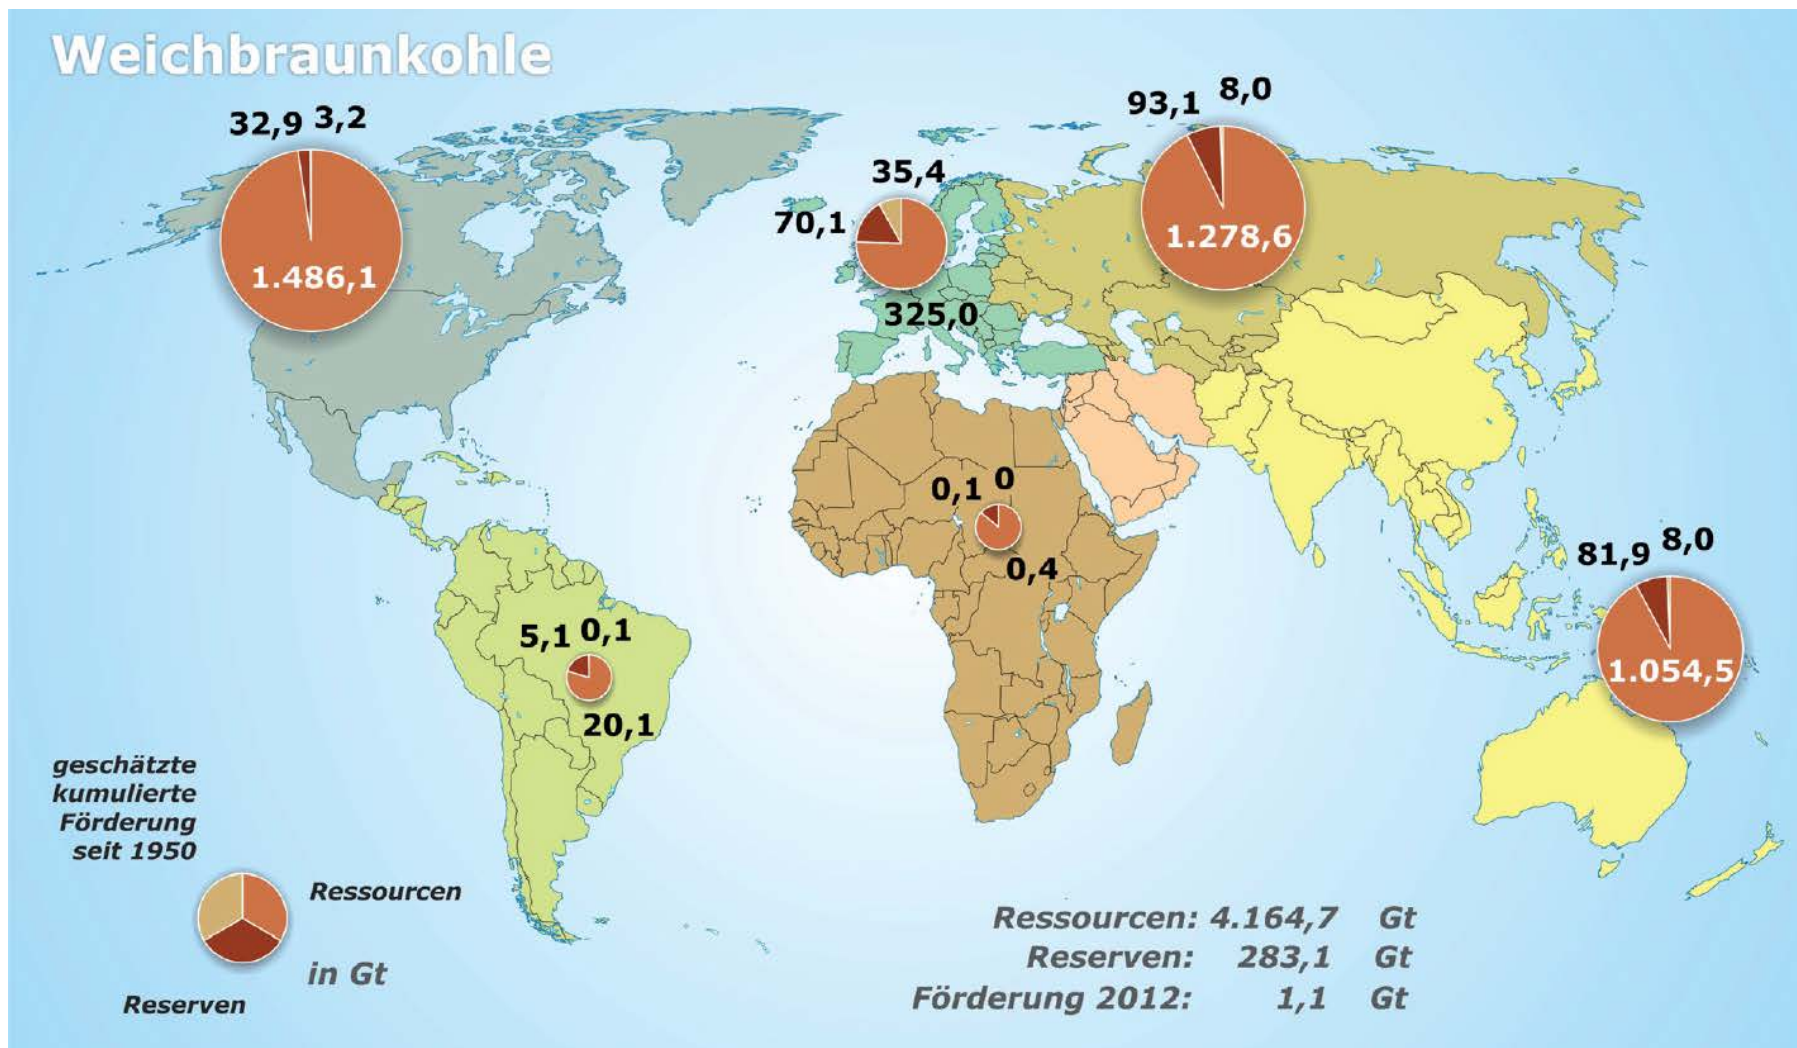 Weichbraunkohle
32,9 3,2
1.486,1
35,4
70,1
325,0
93,1 8,0
1.278,6
0,1 0
0,4
81,9 8,0
1.054,5
5,1 0,1
20,1
geschätzte
kumulierte
Förderung
seit 1950
Ressourcen
in Gt
Reserven
Ressourcen: 4.164,7 Gt
Reserven: 283,1 Gt
Förderung 2012: 1,1 Gt